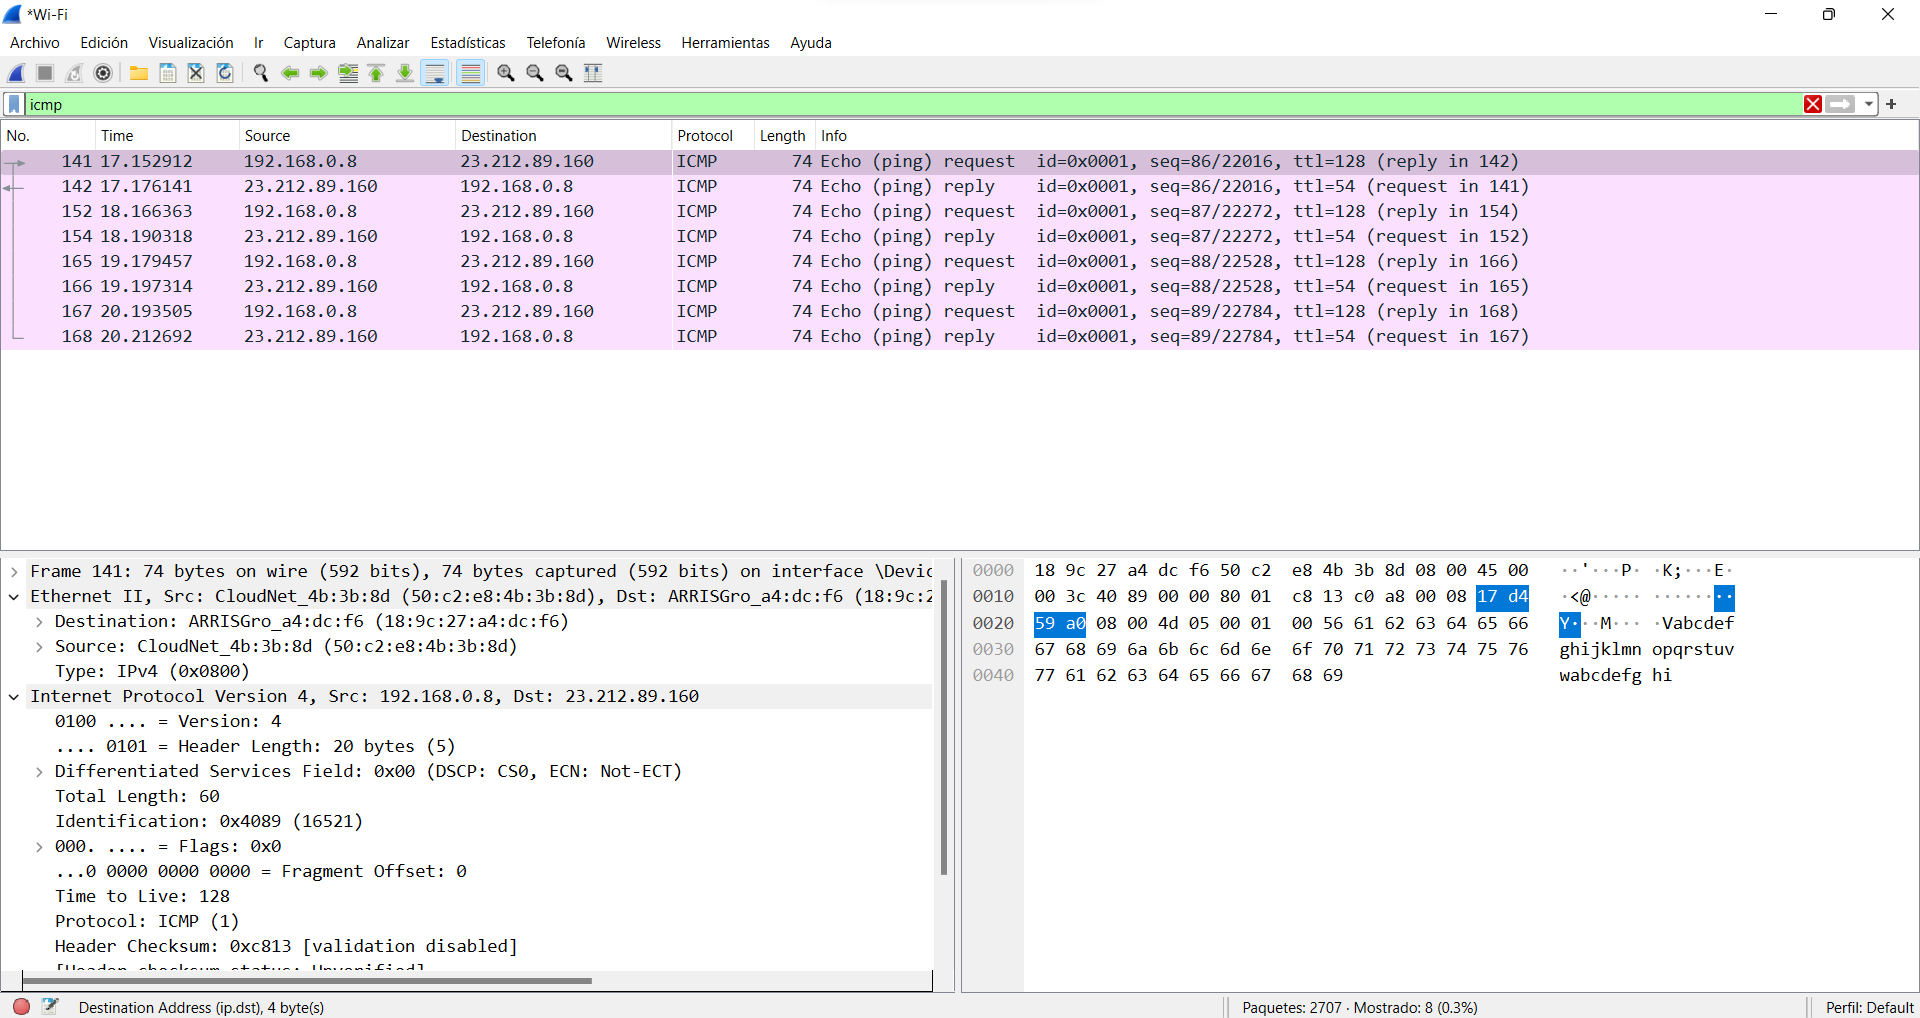 *Wi-Fi
Archivo Edición Visualización Ir Captura Analizar Estadísticas Telefonía Wireless Herramientas Ayuda
icmp
No. Time Source Destination Protocol Length Info
141 17.152912 192.168.0.8 23.212.89.160 ICMP 74 Echo (ping) request id=0x0001, seq=86/22016, ttl=128 (reply in 142)
142 17.176141 23.212.89.160 192.168.0.8 ICMP 74 Echo (ping) reply id=0x0001, seq=86/22016, ttl=54 (request in 141)
152 18.166363 192.168.0.8 23.212.89.160 ICMP 74 Echo (ping) request id=0x0001, seq=87/22272, ttl=128 (reply in 154)
154 18.190318 23.212.89.160 192.168.0.8 ICMP 74 Echo (ping) reply id=0x0001, seq=87/22272, ttl=54 (request in 152)
165 19.179457 192.168.0.8 23.212.89.160 ICMP 74 Echo (ping) request id=0x0001, seq=88/22528, ttl=128 (reply in 166)
166 19.197314 23.212.89.160 192.168.0.8 ICMP 74 Echo (ping) reply id=0x0001, seq=88/22528, ttl=54 (request in 165)
167 20.193505 192.168.0.8 23.212.89.160 ICMP 74 Echo (ping) request id=0x0001, seq=89/22784, ttl=128 (reply in 168)
168 20.212692 23.212.89.160 192.168.0.8 ICMP 74 Echo (ping) reply id=0x0001, seq=89/22784, ttl=54 (request in 167)
Frame 141: 74 bytes on wire (592 bits), 74 bytes captured (592 bits) on interface \Devic
Ethernet II, Src: CloudNet_4b:3b:8d (50:c2:e8:4b:3b:8d), Dst: ARRISGro_a4:dc:f6 (18:9c:2
Destination: ARRISGro_a4:dc:f6 (18:9c:27:a4:dc:f6)
Source: CloudNet_4b:3b:8d (50:c2:e8:4b:3b:8d)
Type: IPv4 (0x0800)
Internet Protocol Version 4, Src: 192.168.0.8, Dst: 23.212.89.160
0100 .... = Version: 4
.... 0101 = Header Length: 20 bytes (5)
Differentiated Services Field: 0x00 (DSCP: CS0, ECN: Not-ECT)
Total Length: 60
Identification: 0x4089 (16521)
000. .... = Flags: 0x0
...0 0000 0000 0000 = Fragment Offset: 0
Time to Live: 128
Protocol: ICMP (1)
Header Checksum: 0xc813 [validation disabled]
[Header checksum status: Unverified]
0000 18 9c 27 a4 dc f6 50 c2 e8 4b 3b 8d 08 00 45 00 ··'···P· ·K;···E·
0010 00 3c 40 89 00 00 80 01 c8 13 c0 a8 00 08 17 d4 ·<@····· ········
0020 59 a0 08 00 4d 05 00 01 00 56 61 62 63 64 65 66 Y···M··· ·Vabcdef
0030 67 68 69 6a 6b 6c 6d 6e 6f 70 71 72 73 74 75 76 ghijklmn opqrstuv
0040 77 61 62 63 64 65 66 67 68 69 wabcdefg hi
Destination Address (ip.dst), 4 byte(s)
Paquetes: 2707 · Mostrado: 8 (0.3%)
Perfil: Default